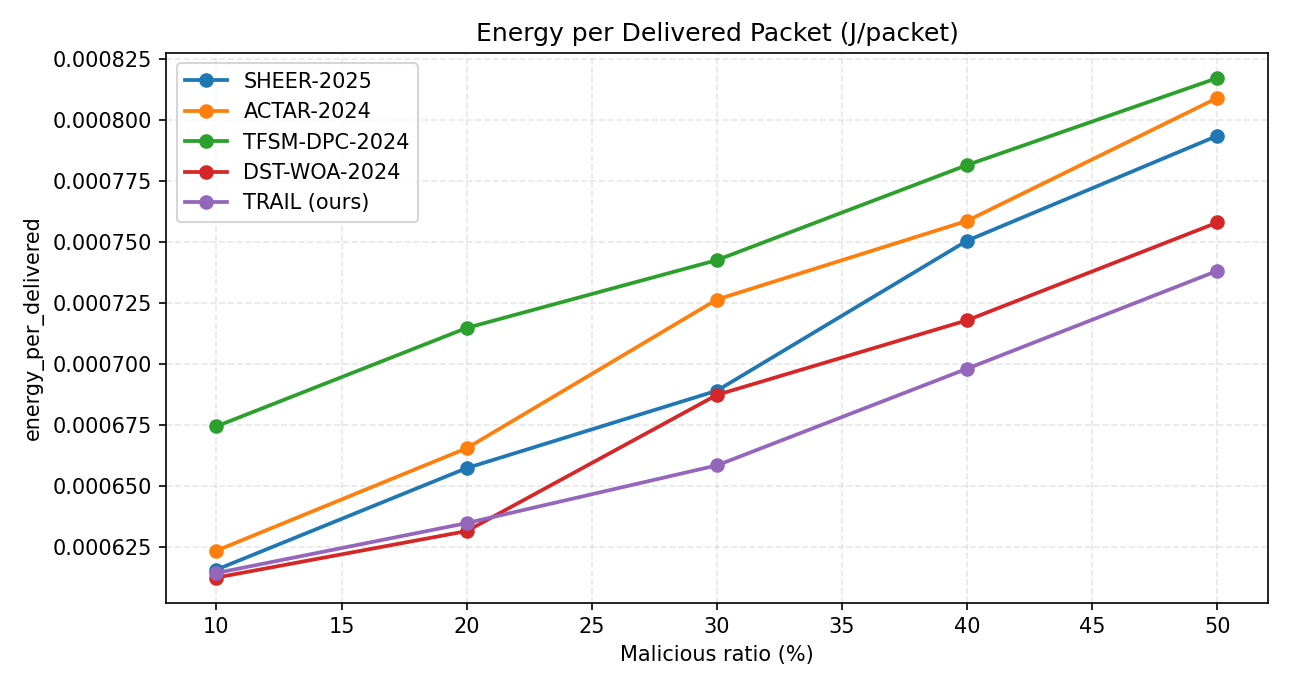 Energy per Delivered Packet (J/packet)
SHEER-2025
ACTAR-2024
TFSM-DPC-2024
DST-WOA-2024
TRAIL (ours)
energy_per_delivered
0.000825
0.000800
0.000775
0.000750
0.000725
0.000700
0.000675
0.000650
0.000625
10 15 20 25 30 35 40 45 50
Malicious ratio (%)